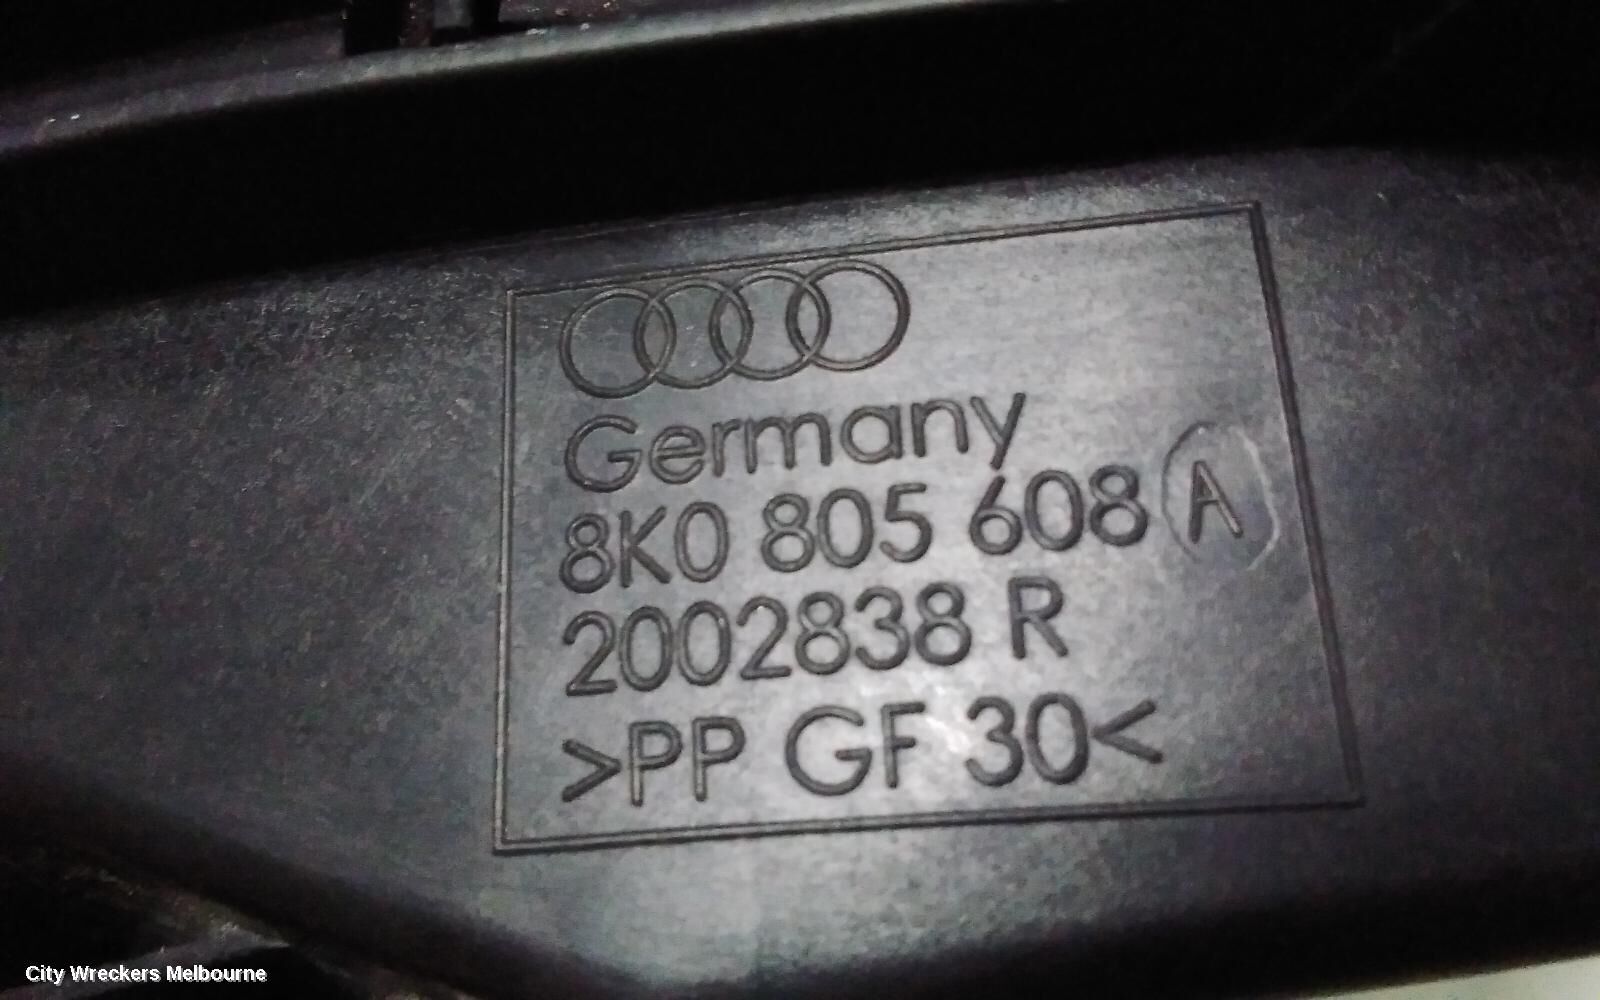 Germany
8K0 805 608 A
2002838 R
>PP GF 30<
City Wreckers Melbourne